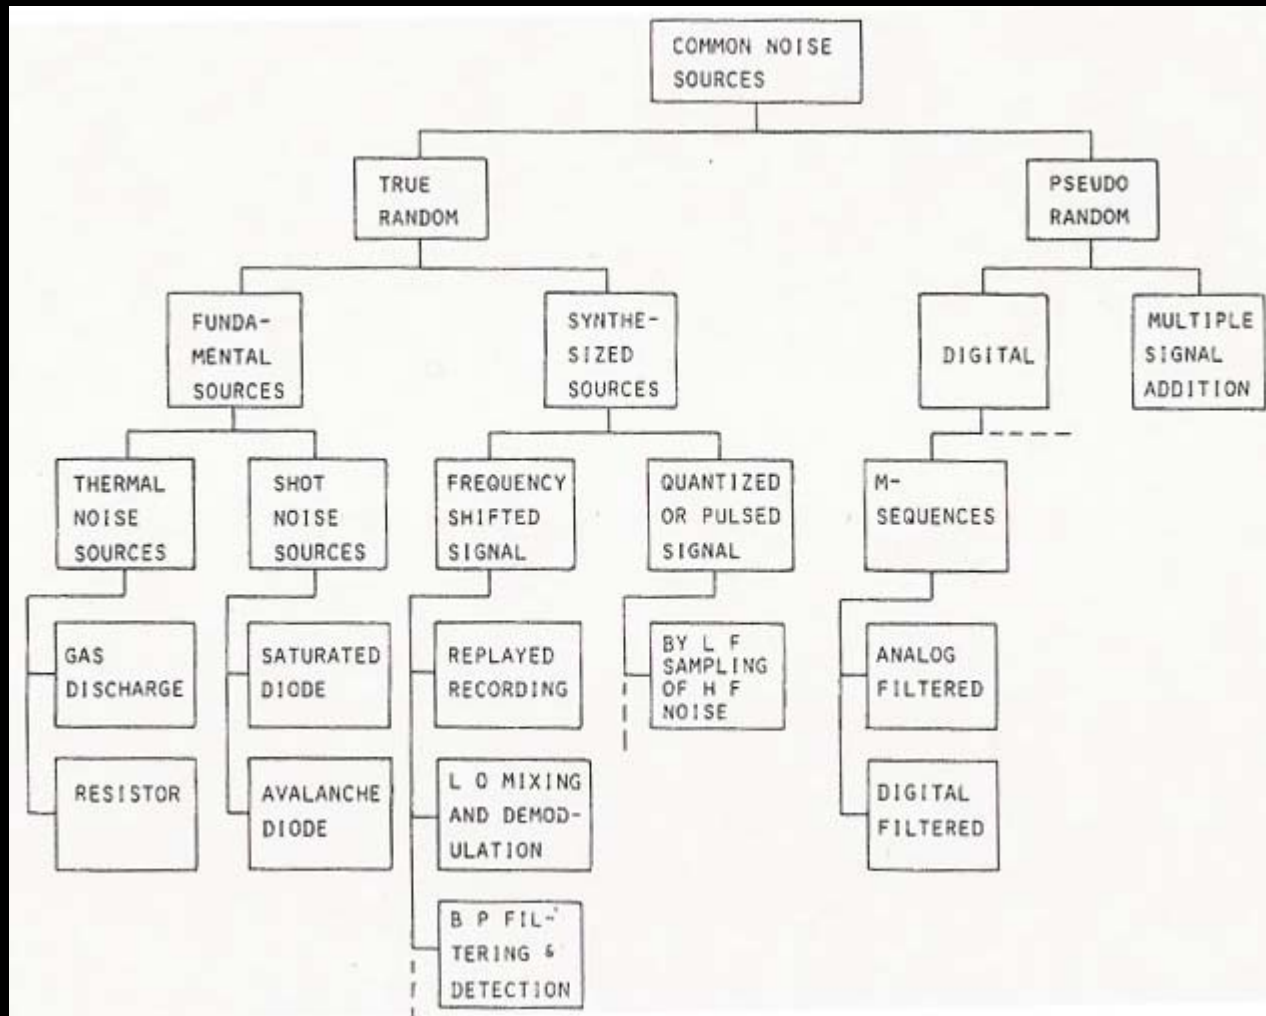 COMMON NOISE
SOURCES
TRUE
RANDOM
PSEUDO
RANDOM
FUNDA-
MENTAL
SOURCES
SYNTHE-
SIZED
SOURCES
DIGITAL
MULTIPLE
SIGNAL
ADDITION
THERMAL
NOISE
SOURCES
SHOT
NOISE
SOURCES
FREQUENCY
SHIFTED
SIGNAL
QUANTIZED
OR PULSED
SIGNAL
M-
SEQUENCES
GAS
DISCHARGE
SATURATED
DIODE
REPLAYED
RECORDING
BY L F
SAMPLING
OF H F
NOISE
ANALOG
FILTERED
RESISTOR
AVALANCHE
DIODE
L O MIXING
AND DEMOD-
ULATION
DIGITAL
FILTERED
B P FIL-
TERING &
DETECTION